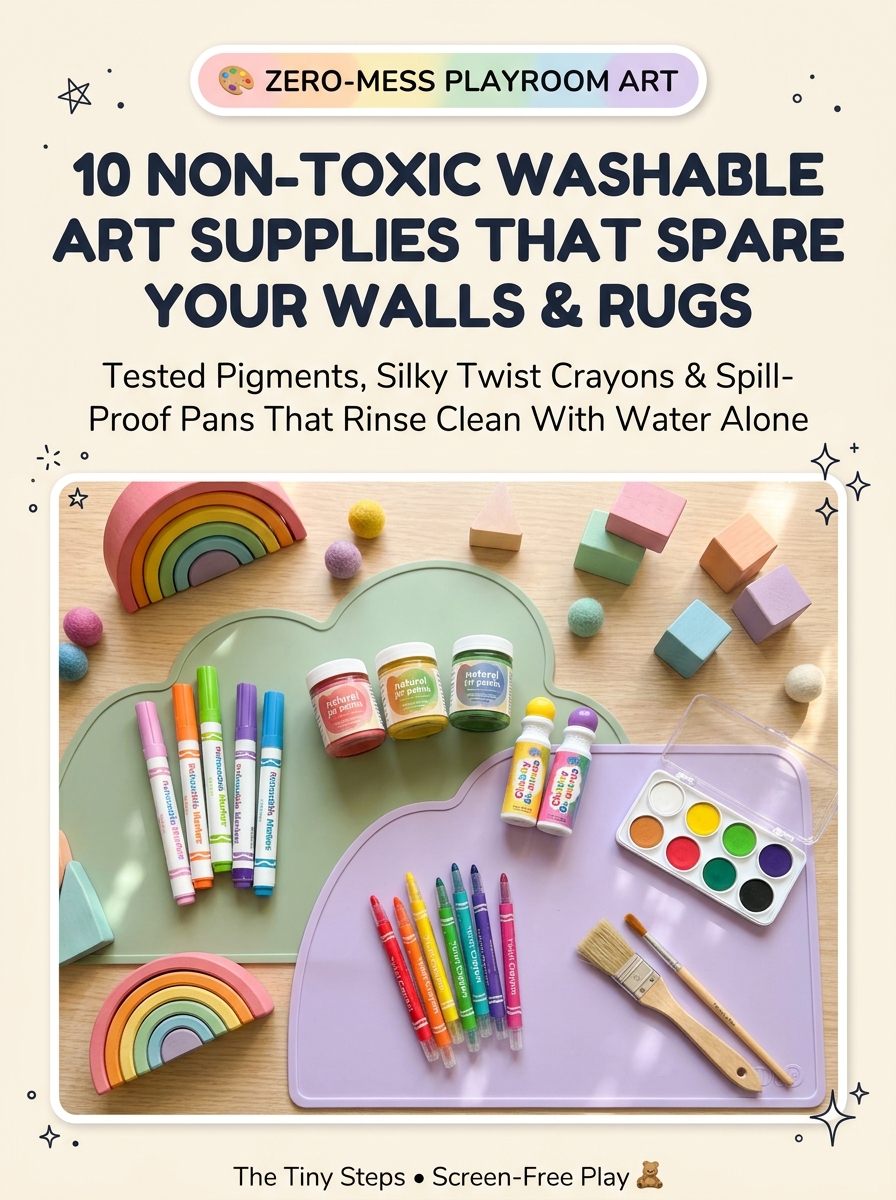 🎨 ZERO-MESS PLAYROOM ART
10 NON-TOXIC WASHABLE
ART SUPPLIES THAT SPARE
YOUR WALLS & RUGS
Tested Pigments, Silky Twist Crayons & Spill-
Proof Pans That Rinse Clean With Water Alone
The Tiny Steps • Screen-Free Play 🧸